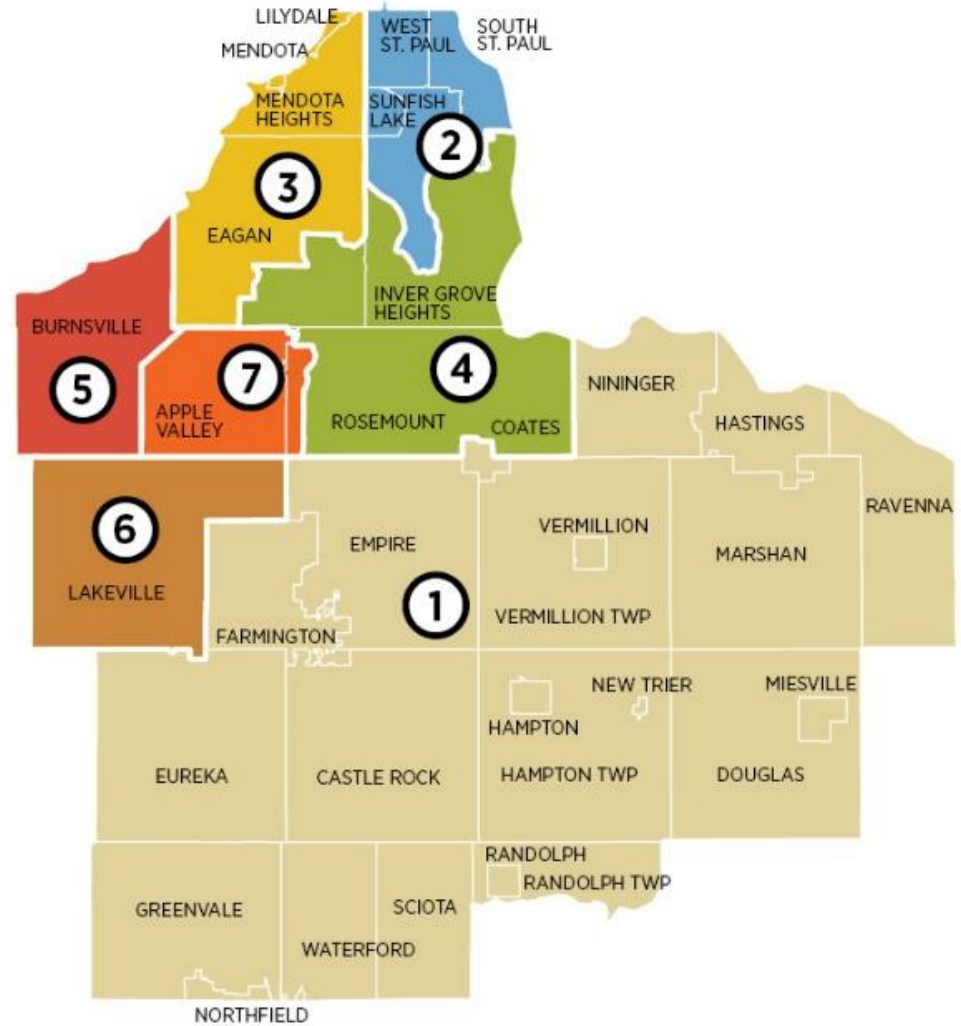 LILYDALE
WEST
ST. PAUL
SOUTH
ST. PAUL
MENDOTA
MENDOTA
HEIGHTS
SUNFISH
LAKE
2
3
EAGAN
INVER GROVE
HEIGHTS
BURNSVILLE
5
7
APPLE
VALLEY
4
ROSEMOUNT
COATES
NININGER
HASTINGS
RAVENNA
6
LAKEVILLE
EMPIRE
VERMILLION
MARSHAN
1
VERMILLION TWP
FARMINGTON
NEW TRIER
MIESVILLE
HAMPTON
EUREKA
CASTLE ROCK
HAMPTON TWP
DOUGLAS
RANDOLPH
RANDOLPH TWP
GREENVALE
SCIOTA
WATERFORD
NORTHFIELD